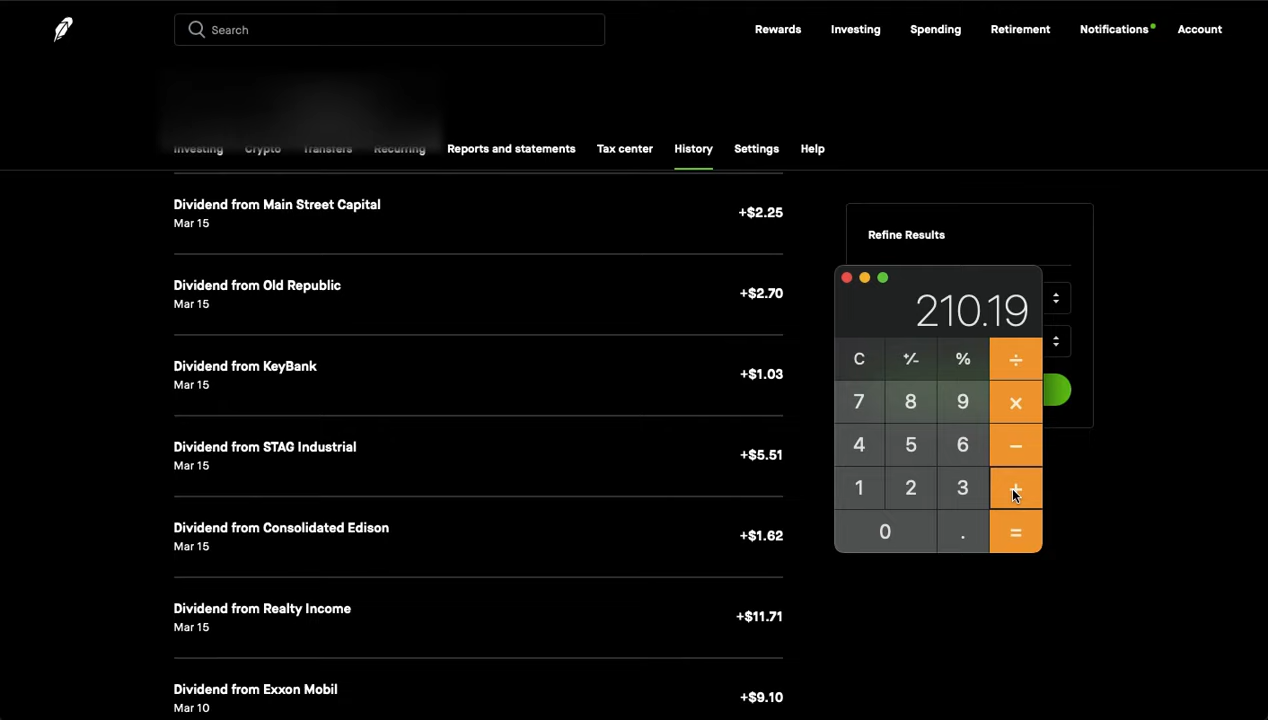 Search
Rewards
Investing
Spending
Retirement
Notifications
Account
Investing
Crypto
Transfers
Recurring
Reports and statements
Tax center
History
Settings
Help
Dividend from Main Street Capital
Mar 15
+$2.25
Dividend from Old Republic
Mar 15
+$2.70
Dividend from KeyBank
Mar 15
+$1.03
Dividend from STAG Industrial
Mar 15
+$5.51
Dividend from Consolidated Edison
Mar 15
+$1.62
Dividend from Realty Income
Mar 15
+$11.71
Dividend from Exxon Mobil
Mar 10
+$9.10
Refine Results
210.19
C +/- % ÷
7 8 9 ×
4 5 6 −
1 2 3 +
0 . =